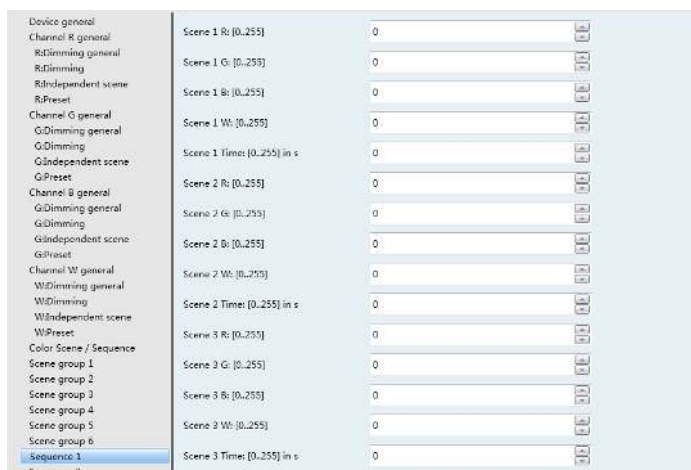 Device general
Channel R general
R:Dimming general
R:Dimming
R:Independent scene
R:Preset
Channel G general
G:Dimming general
G:Dimming
G:Independent scene
G:Preset
Channel B general
G:Dimming general
G:Dimming
G:Independent scene
G:Preset
Channel W general
W:Dimming general
W:Dimming
W:Independent scene
W:Preset
Color Scene / Sequence
Scene group 1
Scene group 2
Scene group 3
Scene group 4
Scene group 5
Scene group 6
Sequence 1
Scene 1 R: [0..255] 0
Scene 1 G: [0..255] 0
Scene 1 B: [0..255] 0
Scene 1 W: [0..255] 0
Scene 1 Time: [0..255] in s 0
Scene 2 R: [0..255] 0
Scene 2 G: [0..255] 0
Scene 2 B: [0..255] 0
Scene 2 W: [0..255] 0
Scene 2 Time: [0..255] in s 0
Scene 3 R: [0..255] 0
Scene 3 G: [0..255] 0
Scene 3 B: [0..255] 0
Scene 3 W: [0..255] 0
Scene 3 Time: [0..255] in s 0